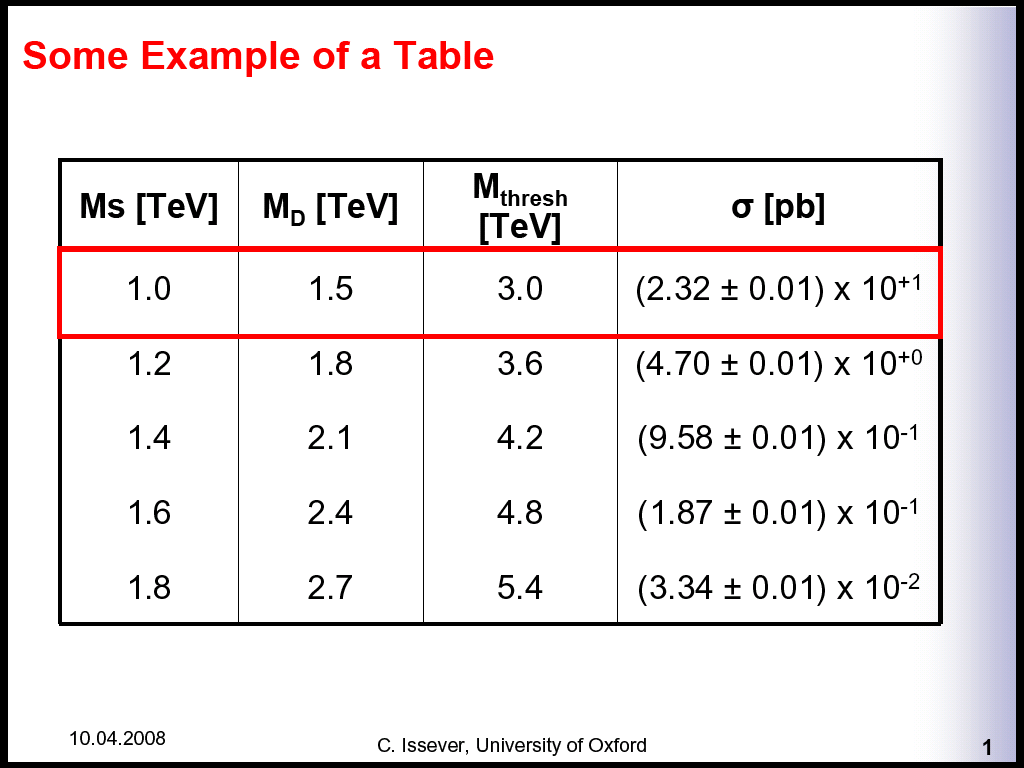 Some Example of a Table
Ms [TeV] M_D [TeV] M_thresh [TeV] σ [pb]
1.0 1.5 3.0 (2.32 ± 0.01) x 10^+1
1.2 1.8 3.6 (4.70 ± 0.01) x 10^+0
1.4 2.1 4.2 (9.58 ± 0.01) x 10^-1
1.6 2.4 4.8 (1.87 ± 0.01) x 10^-1
1.8 2.7 5.4 (3.34 ± 0.01) x 10^-2
10.04.2008 C. Issever, University of Oxford 1